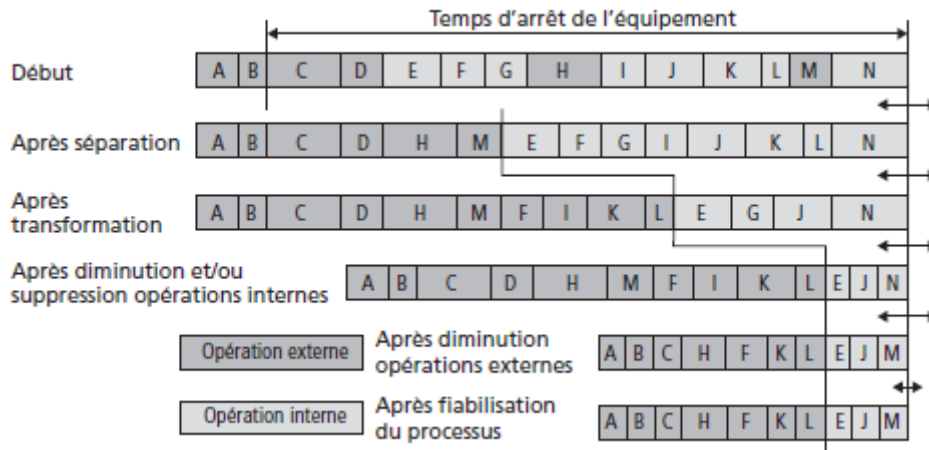 Temps d'arrêt de l'équipement
Début A B C D E F G H I J K L M N
Après séparation A B C D H M E F G I J K L N
Après
transformation A B C D H M F I K L E G J N
Après diminution et/ou
suppression opérations internes A B C D H M F I K L E J N
Opération externe Après diminution
opérations externes A B C H F K L E J M
Opération interne Après fiabilisation
du processus A B C H F K L E J M